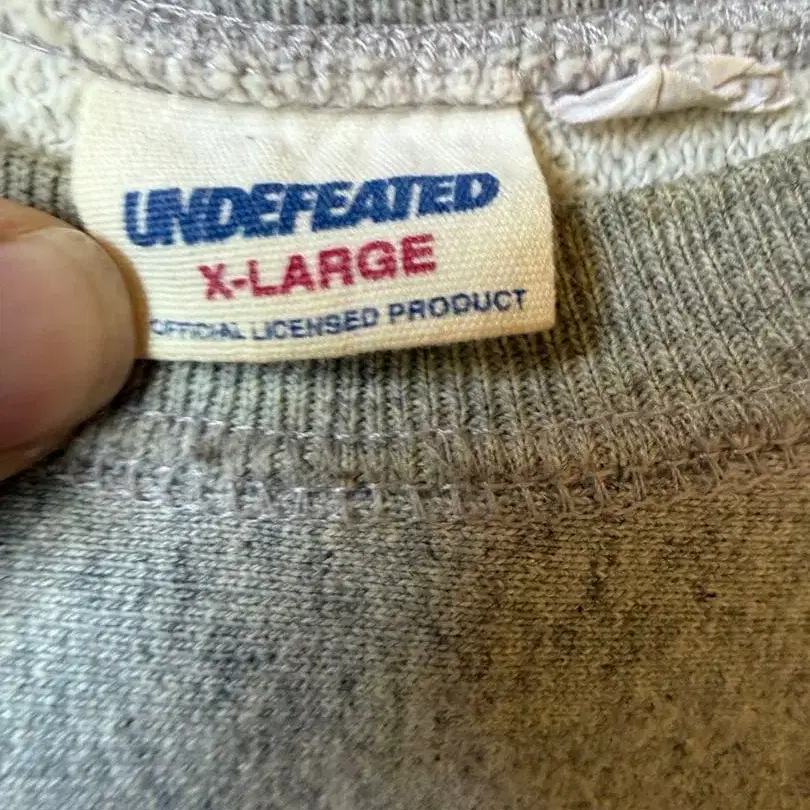 UNDEFEATED
X-LARGE
OFFICIAL LICENSED PRODUCT